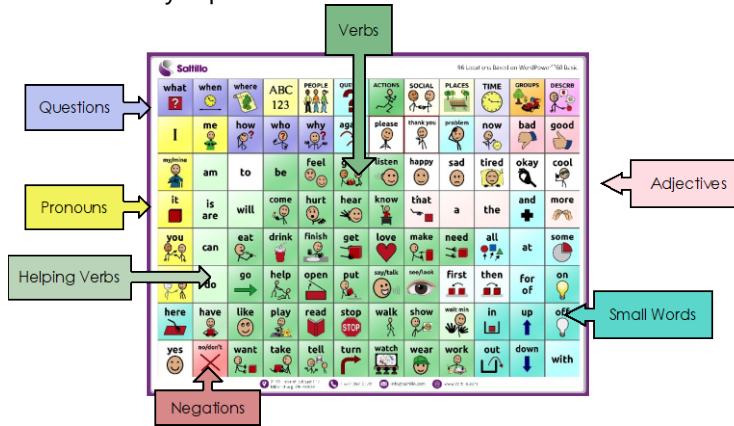 Verbs
Saltillo
96 Locations Based on WordPower 60 Basic
what when where ABC 123 PEOPLE ACTIONS SOCIAL PLACES TIME GROUPS DESCRB
Questions
I me how who why please thank you problem now bad good
my/mine am to be feel listen happy sad tired okay cool
Adjectives
Pronouns
it is are will come hurt hear know that a the and more
you can eat drink finish get love make need all at some
Helping Verbs
do go help open put say/talk see/look first then for of on
Small Words
here have like play read stop STOP walk show wait min in up off
yes no/don't want take tell turn watch wear work out down with
Negations